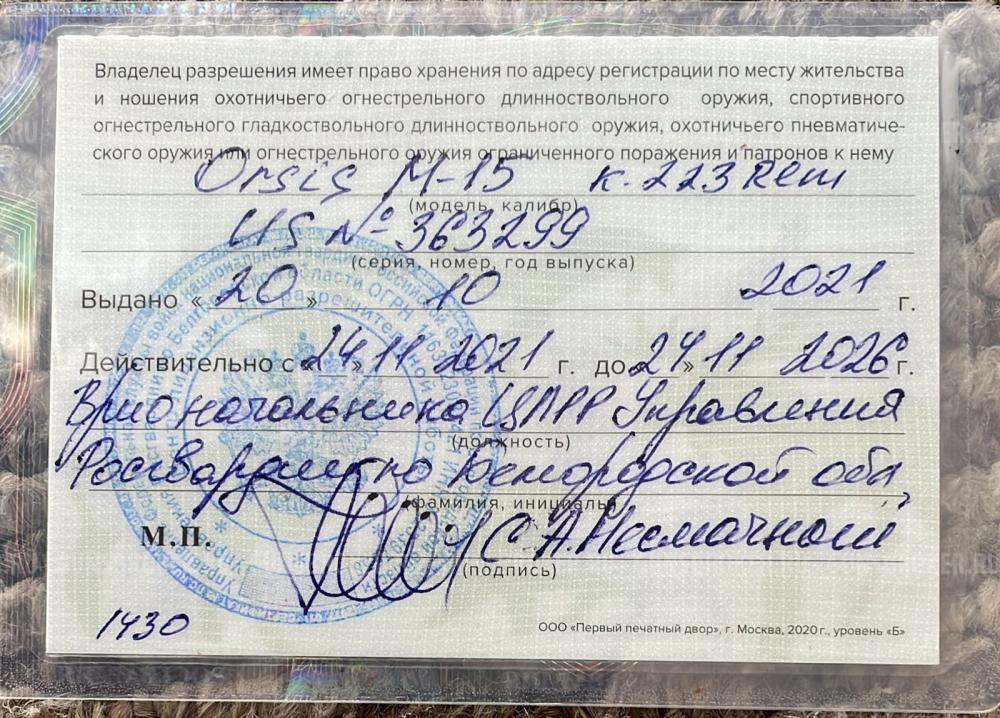 Владелец разрешения имеет право хранения по адресу регистрации по месту жительства
и ношения охотничьего огнестрельного длинноствольного оружия, спортивного
огнестрельного гладкоствольного длинноствольного оружия, охотничьего пневматиче-
ского оружия или огнестрельного оружия ограниченного поражения и патронов к нему
Orsis М-15 к.223 Rem
(модель, калибр)
US № 363299
(серия, номер, год выпуска)
Выдано « 20 » 10 2021 г.
Действительно с «24» 11 2021 г. до «24» 11 2026 г.
Врио начальника ЦЛРР Управления
(должность)
Росгвардии по Белгородской обл,
(фамилия, инициалы)
М.П. С.А.
(подпись)
1430
ООО «Первый печатный двор», г. Москва, 2020 г., уровень «Б»